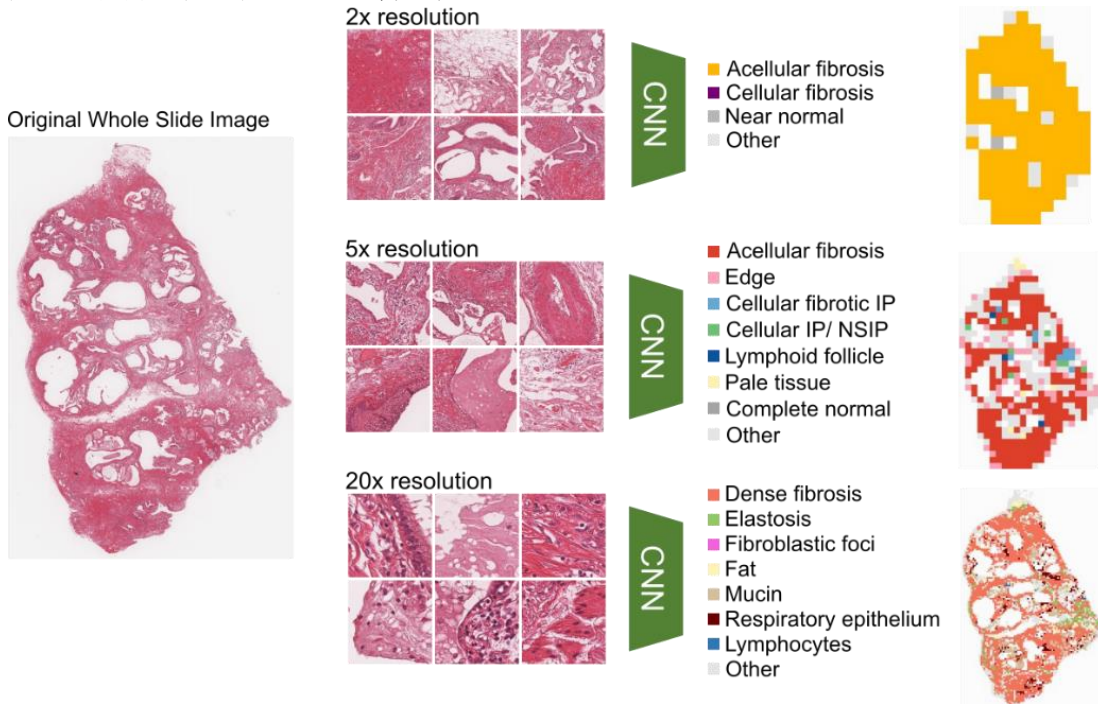 2x resolution
CNN
Acellular fibrosis
Cellular fibrosis
Near normal
Other
Original Whole Slide Image
5x resolution
CNN
Acellular fibrosis
Edge
Cellular fibrotic IP
Cellular IP/ NSIP
Lymphoid follicle
Pale tissue
Complete normal
Other
20x resolution
CNN
Dense fibrosis
Elastosis
Fibroblastic foci
Fat
Mucin
Respiratory epithelium
Lymphocytes
Other